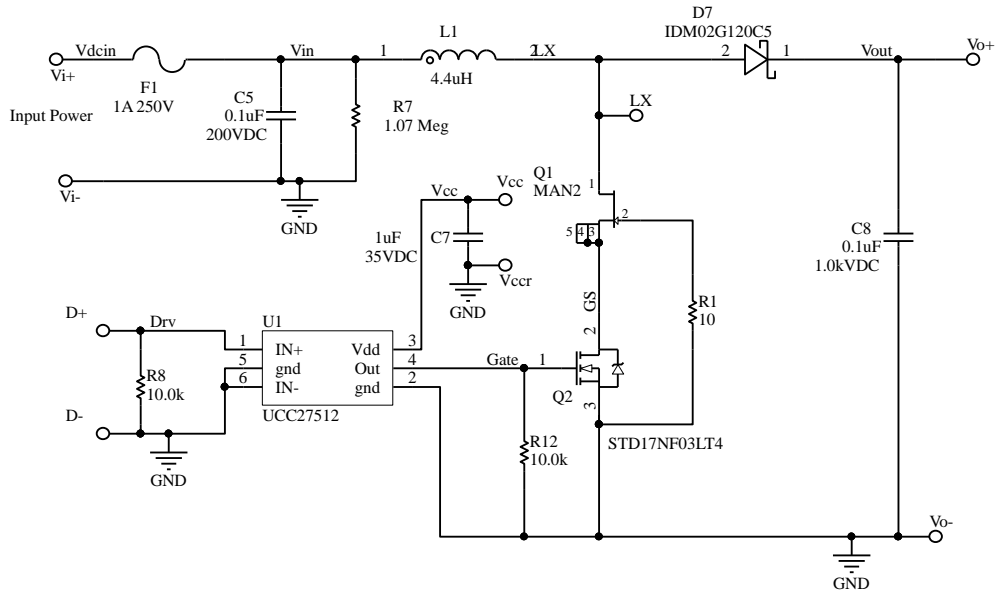 D7
IDM02G120C5
L1
Vo+
Vdcin
Vin
1
2
LX
2
1
Vout
Vi+
F1
1A 250V
4.4uH
C5
0.1uF
200VDC
R7
1.07 Meg
LX
Input Power
Vi-
GND
Q1
MAN2
1
2
5 4 3
Vcc
Vcc
1uF
35VDC
C7
Vccr
GND
C8
0.1uF
1.0kVDC
GS
R1
10
D+
Drv
U1
1
5
6
IN+
gnd
IN-
Vdd
Out
gnd
3
4
2
UCC27512
Gate
1
2
Q2
3
STD17NF03LT4
R8
10.0k
D-
GND
R12
10.0k
Vo-
GND